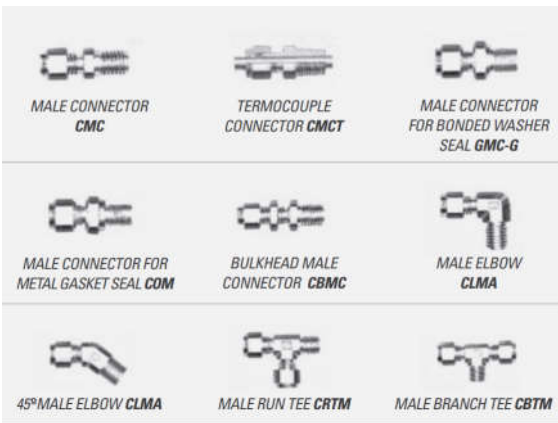 MALE CONNECTOR
CMC
TERMOCOUPLE
CONNECTOR CMCT
MALE CONNECTOR
FOR BONDED WASHER
SEAL GMC-G
MALE CONNECTOR FOR
METAL GASKET SEAL COM
BULKHEAD MALE
CONNECTOR CBMC
MALE ELBOW
CLMA
45º MALE ELBOW CLMA
MALE RUN TEE CRTM
MALE BRANCH TEE CBTM